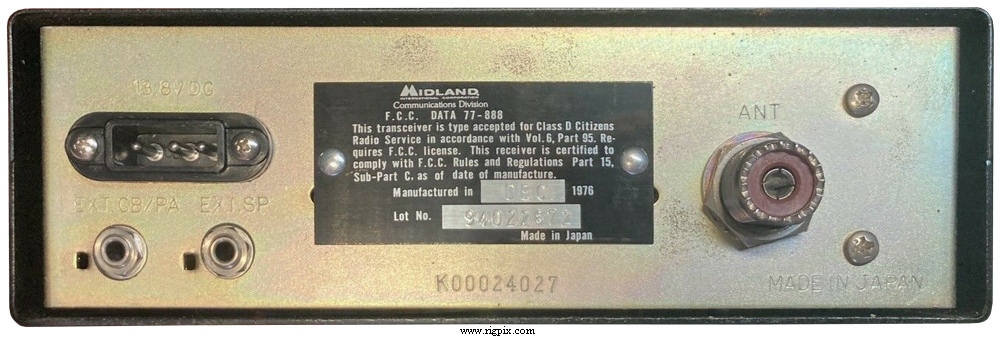 13.8V DC
EXT.CB/PA EXT.SP
MIDLAND
INTERNATIONAL CORPORATION
Communications Division
F.C.C. DATA 77-888
This transceiver is type accepted for Class D Citizens
Radio Service in accordance with Vol.6, Part 95. Re-
quires F.C.C. license. This receiver is certified to
comply with F.C.C. Rules and Regulations Part 15,
Sub-Part C, as of date of manufacture.
Manufactured in DEC 1976
Lot No.
Made in Japan
K00024027
ANT
MADE IN JAPAN
www.rigpix.com